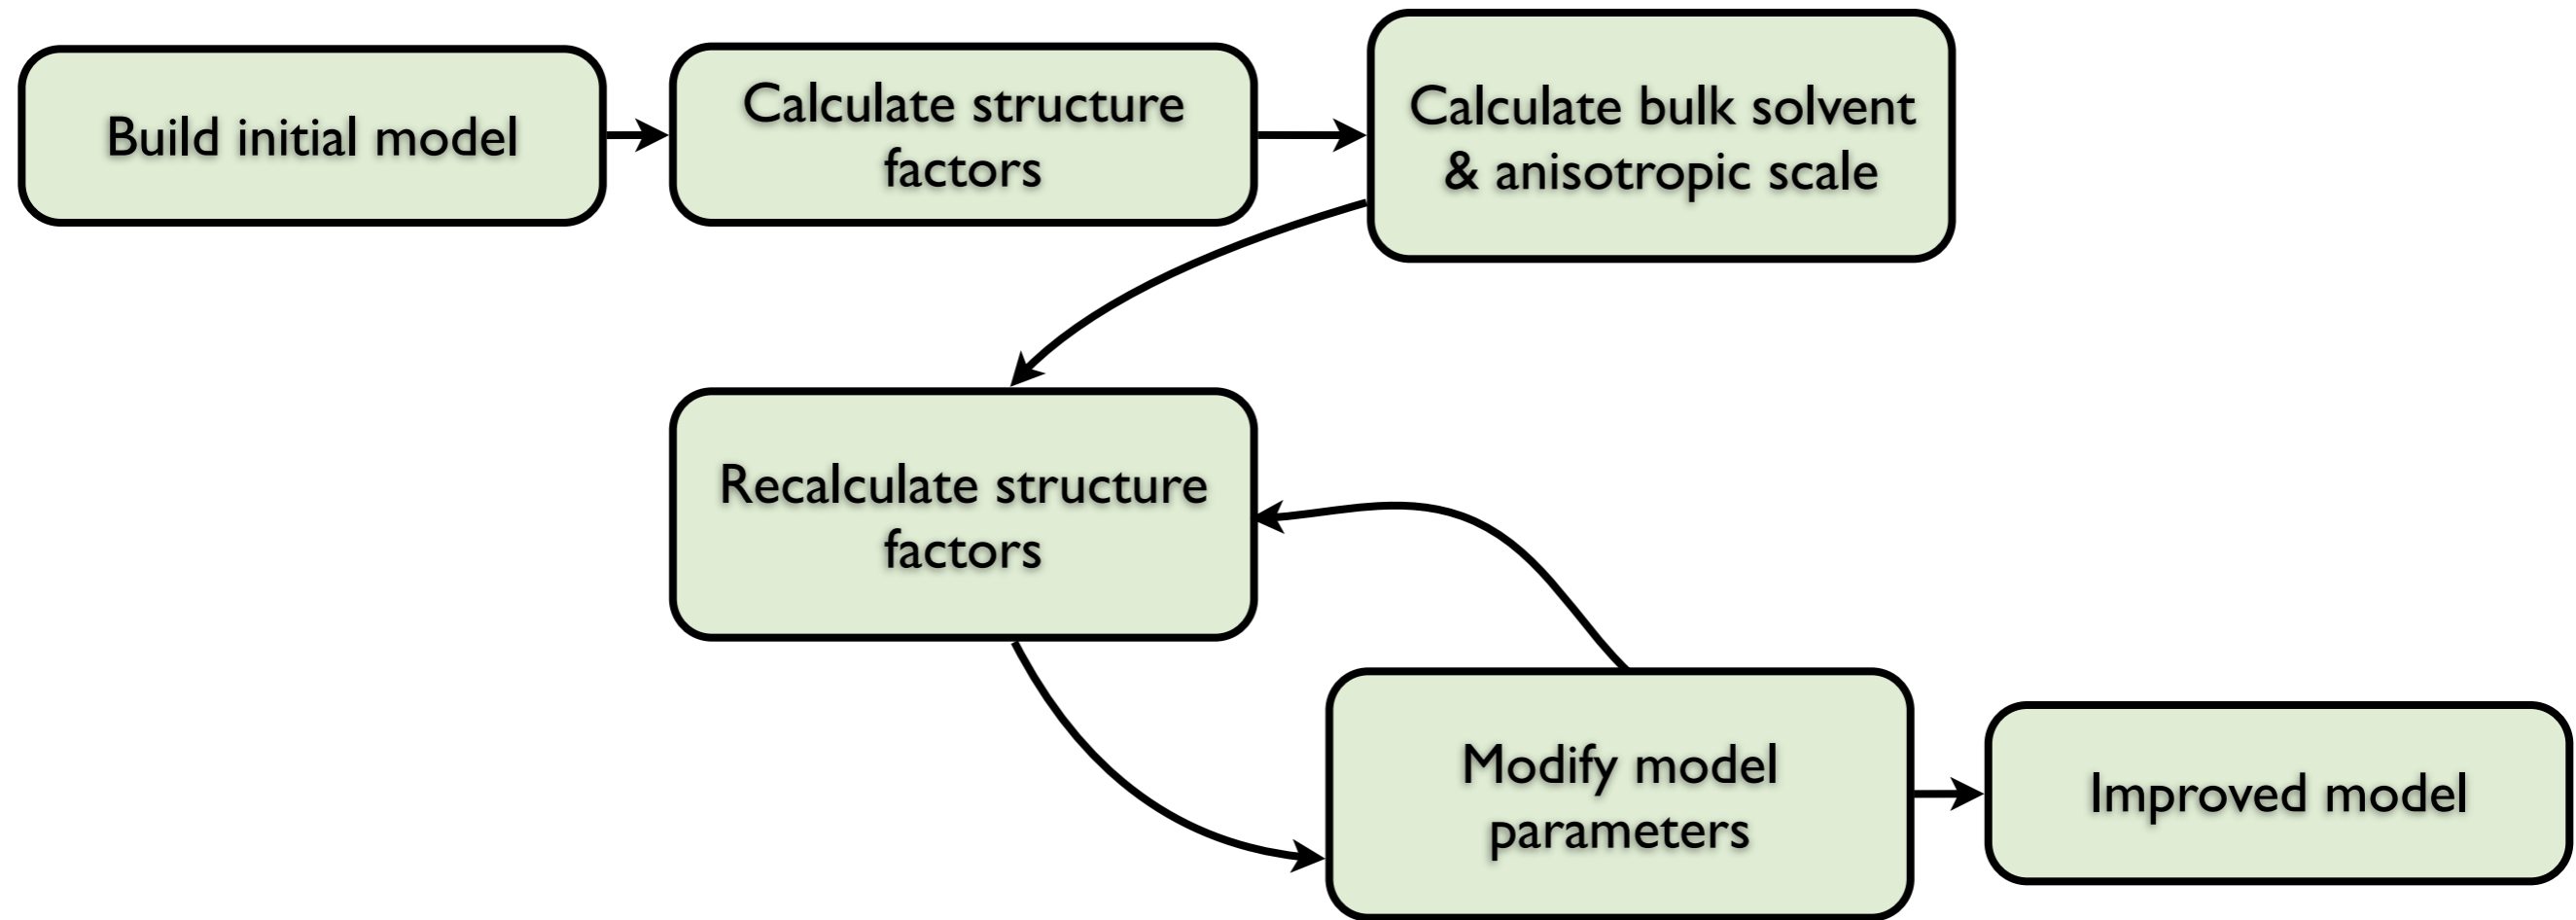 Build initial model
Calculate structure
factors
Calculate bulk solvent
& anisotropic scale
Recalculate structure
factors
Modify model
parameters
Improved model